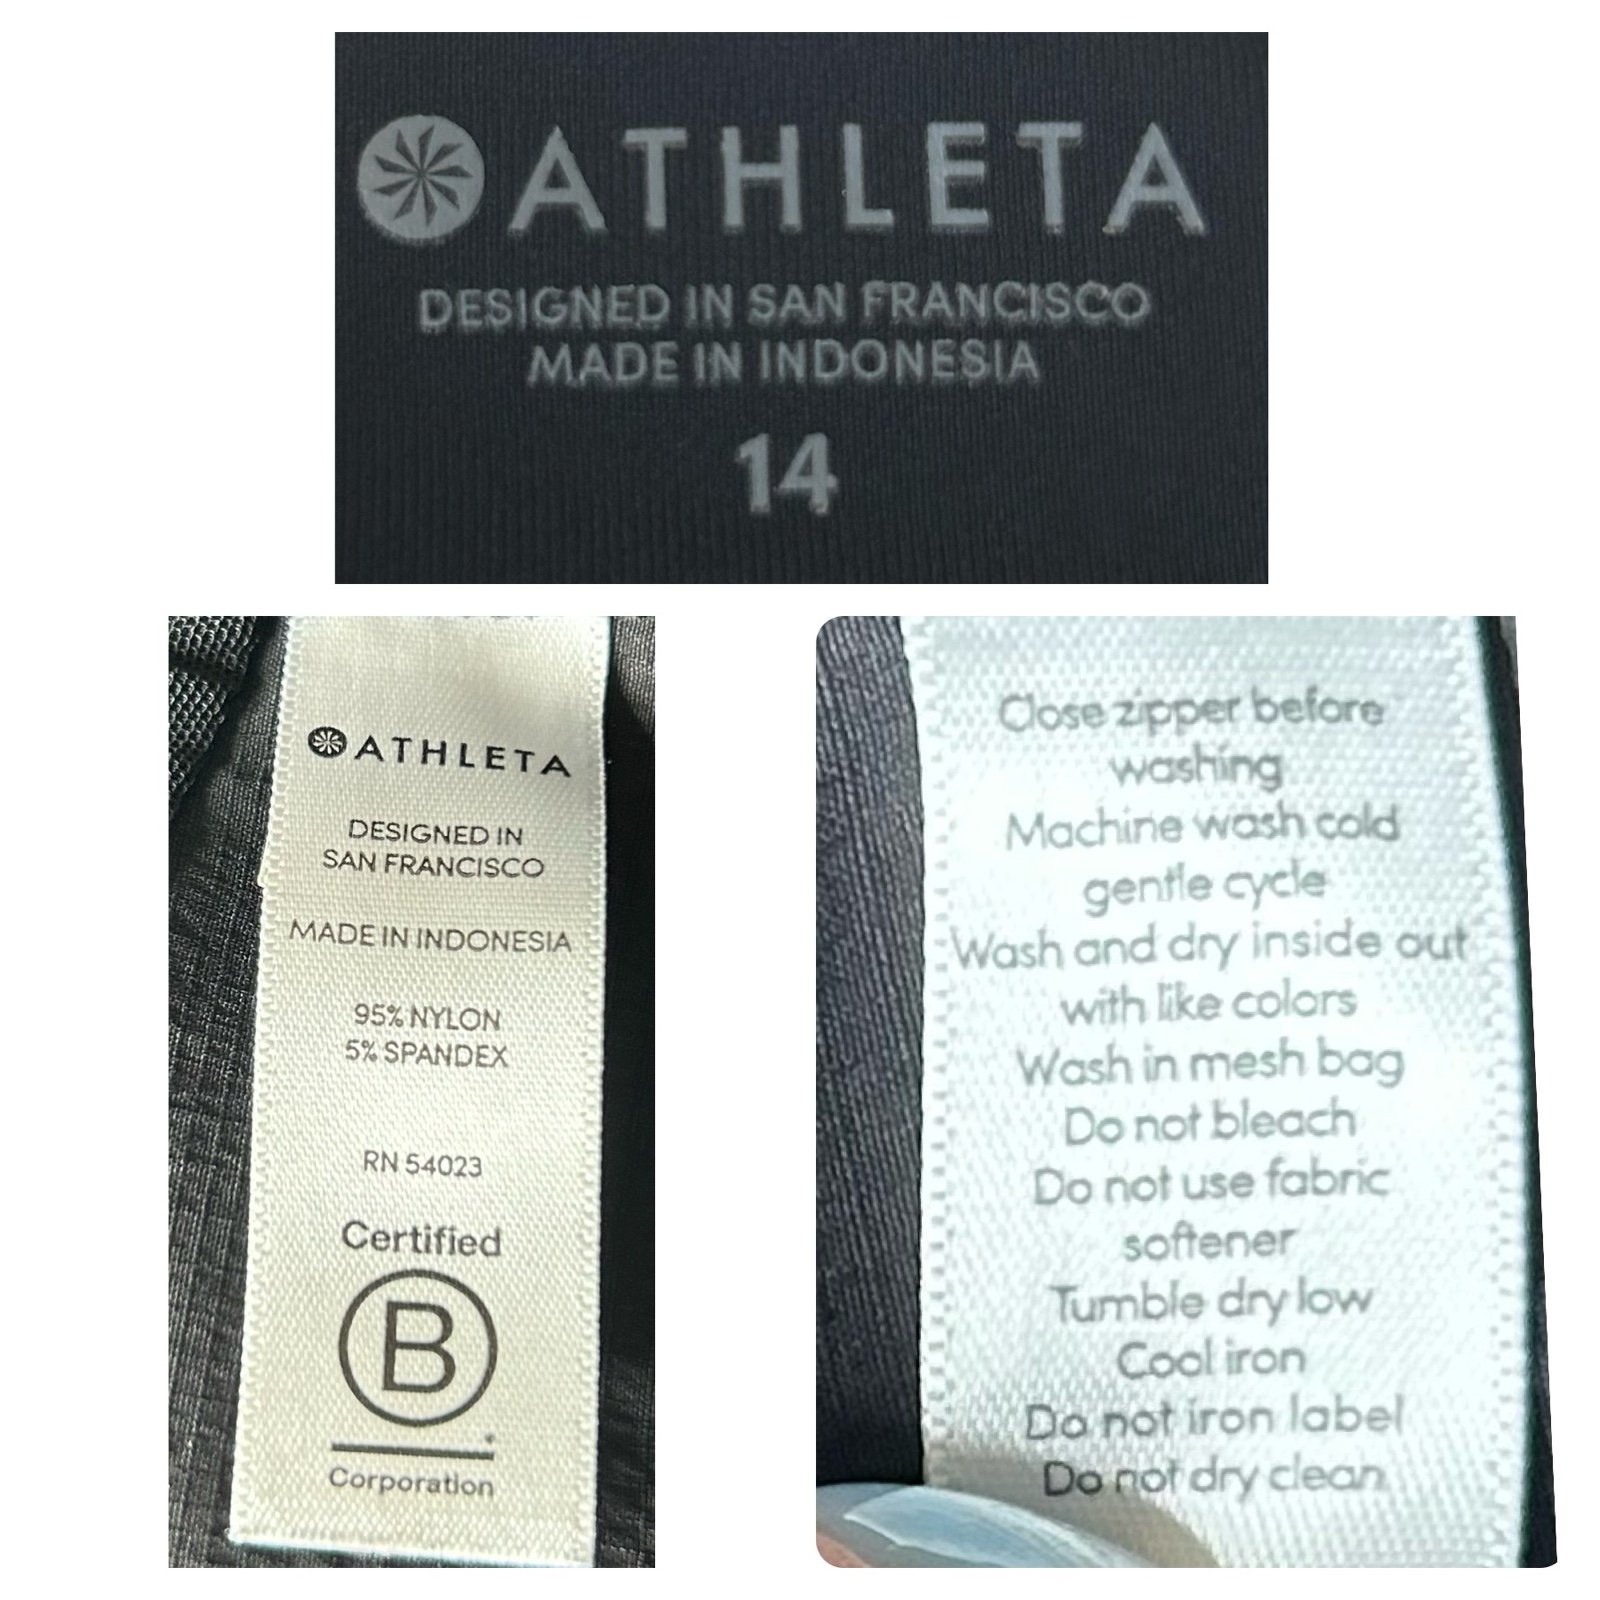 ATHLETA
DESIGNED IN SAN FRANCISCO
MADE IN INDONESIA
14
ATHLETA
DESIGNED IN
SAN FRANCISCO
MADE IN INDONESIA
95% NYLON
5% SPANDEX
RN 54023
Certified
B
Corporation
Close zipper before
washing
Machine wash cold
gentle cycle
Wash and dry inside out
with like colors
Wash in mesh bag
Do not bleach
Do not use fabric
softener
Tumble dry low
Cool iron
Do not iron label
Do not dry clean